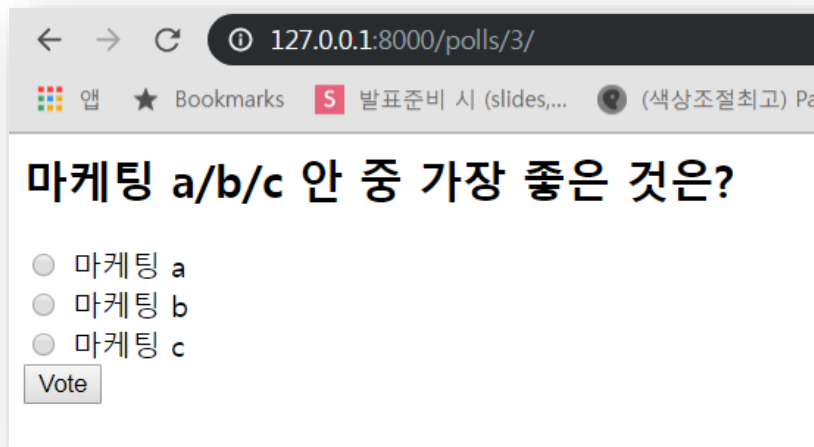 127.0.0.1:8000/polls/3/
앱 Bookmarks S 발표준비 시 (slides,... (색상조절최고) Pa
마케팅 a/b/c 안 중 가장 좋은 것은?
마케팅 a
마케팅 b
마케팅 c
Vote